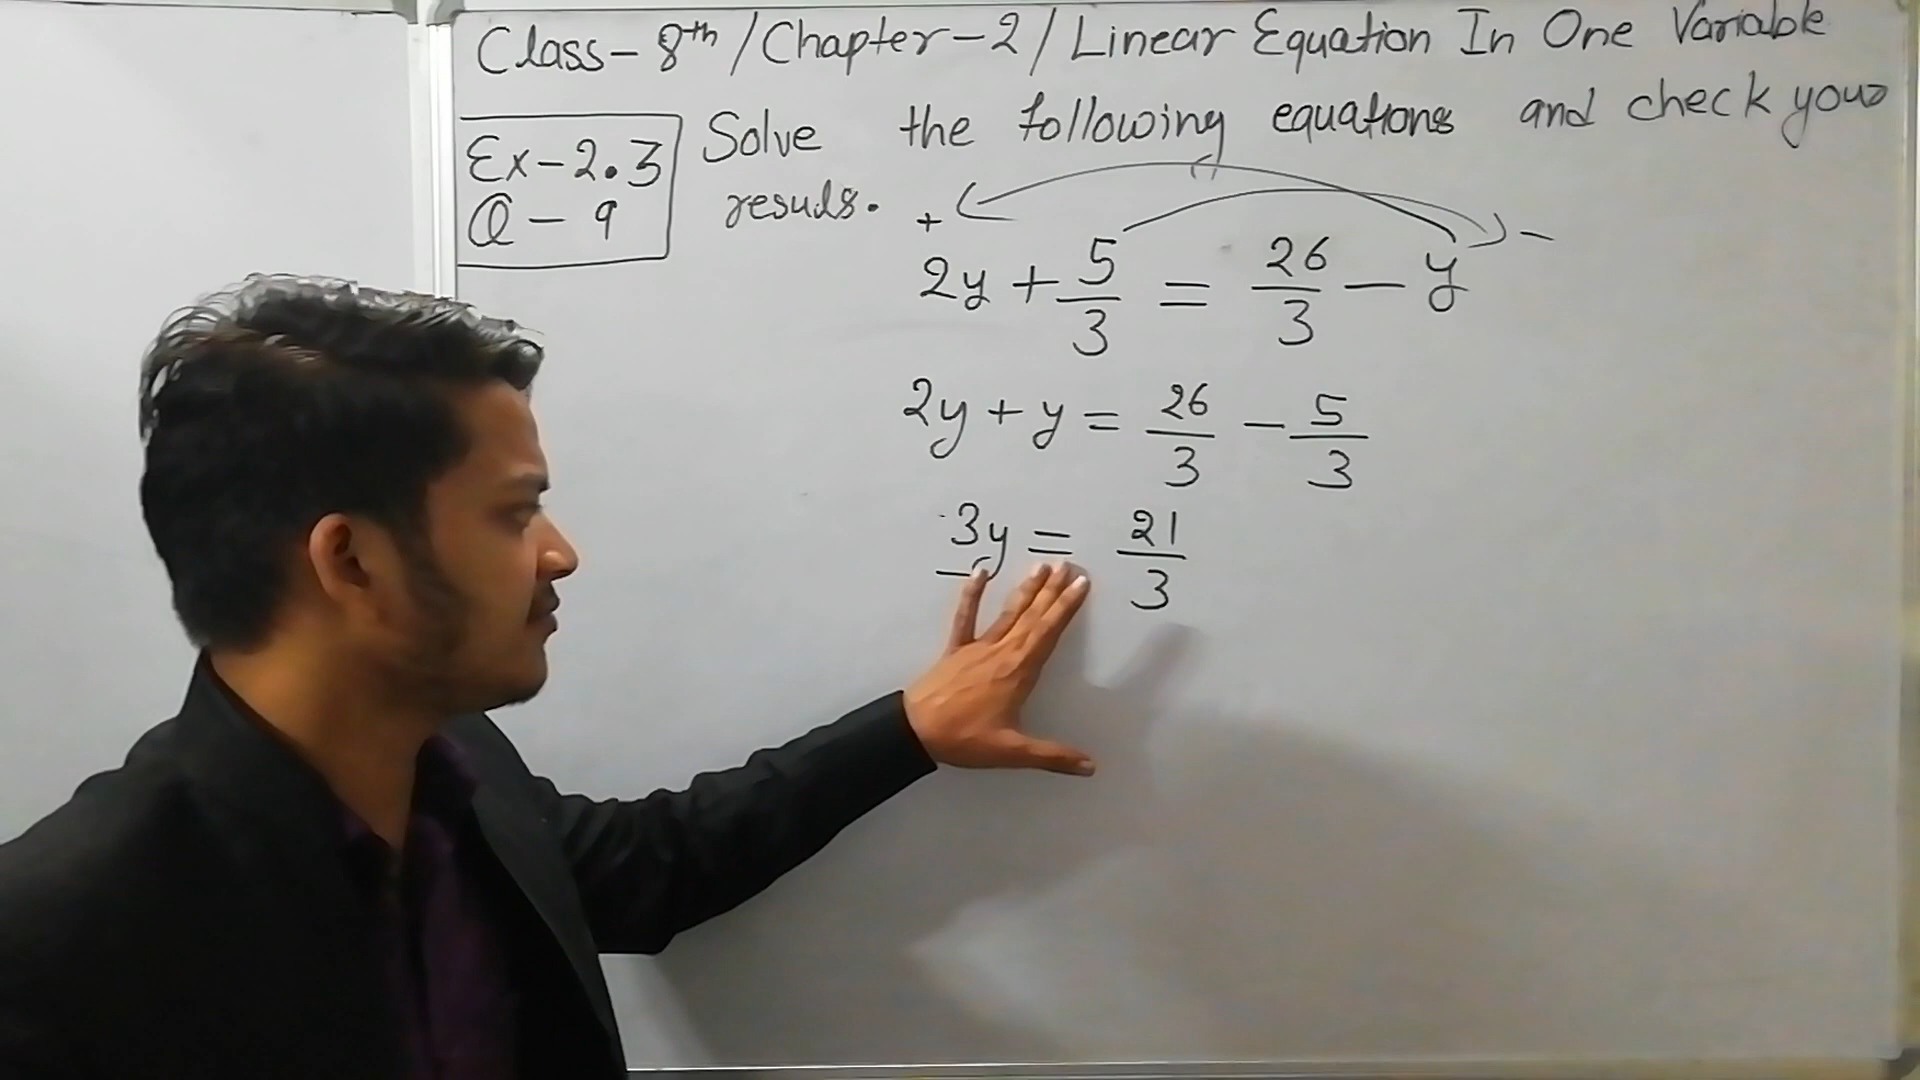 Class-8th/Chapter-2/Linear Equation In One Variable
Ex-2.3
Q-9
Solve the following equations and check your
resuls.
+ -
2y + 5/3 = 26/3 - y
2y + y = 26/3 - 5/3
3y = 21/3